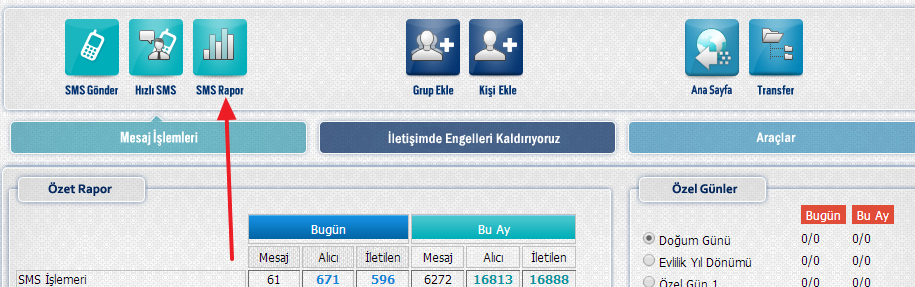 SMS Gönder Hızlı SMS SMS Rapor Grup Ekle Kişi Ekle Ana Sayfa Transfer
Mesaj İşlemleri İletişimde Engelleri Kaldırıyoruz Araçlar
Özet Rapor Özel Günler
Bugün Bu Ay Bugün Bu Ay
Mesaj Alıcı İletilen Mesaj Alıcı İletilen Doğum Günü 0/0 0/0
SMS İşlemeri 61 671 596 6272 16813 16888 Evlilik Yıl Dönümü 0/0 0/0
Özel Gün 1 0/0 0/0